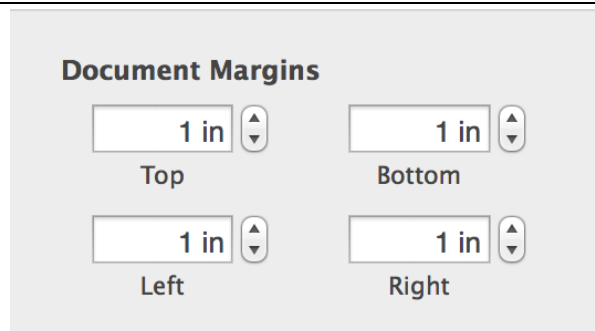 Document Margins
1 in 1 in
Top Bottom
1 in 1 in
Left Right